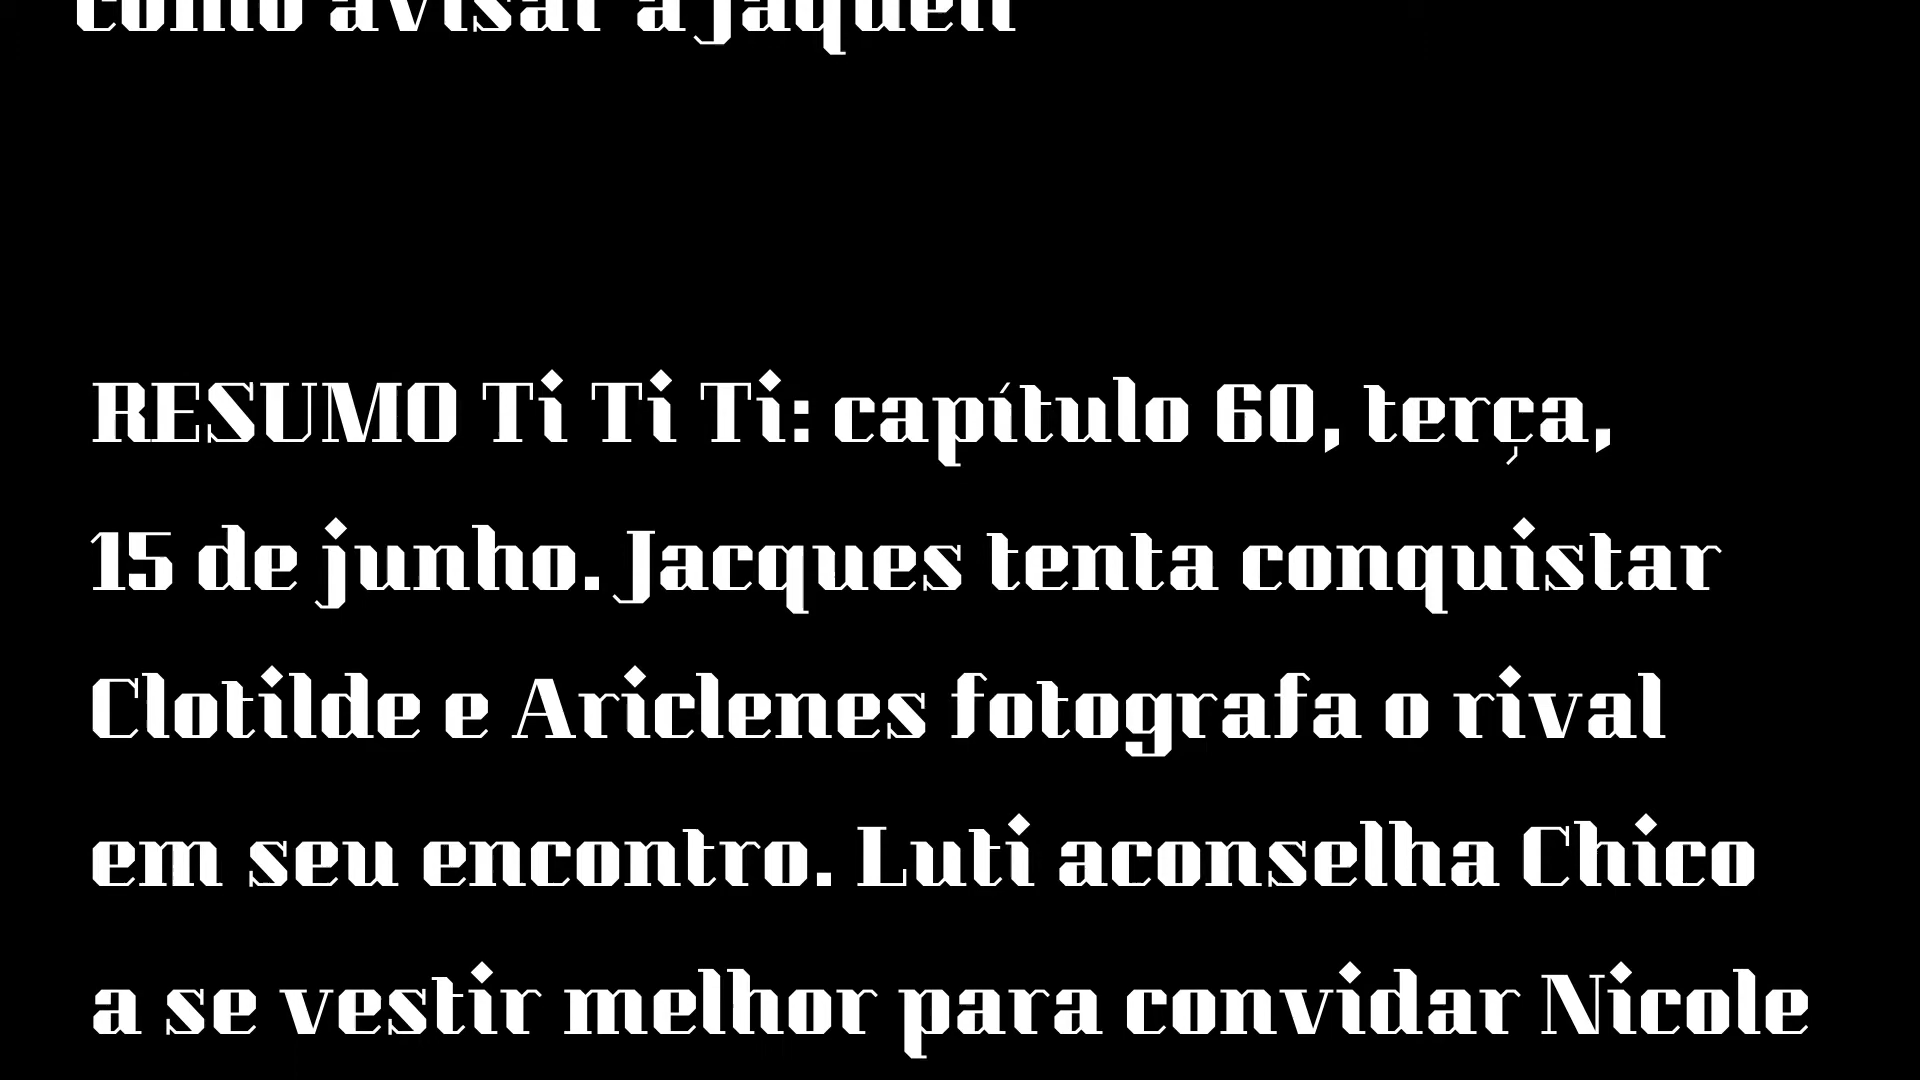 como avisar a Jaqueli
RESUMO Ti Ti Ti: capítulo 60, terça,
15 de junho. Jacques tenta conquistar
Clotilde e Ariclenes fotografa o rival
em seu encontro. Luti aconselha Chico
a se vestir melhor para convidar Nicole